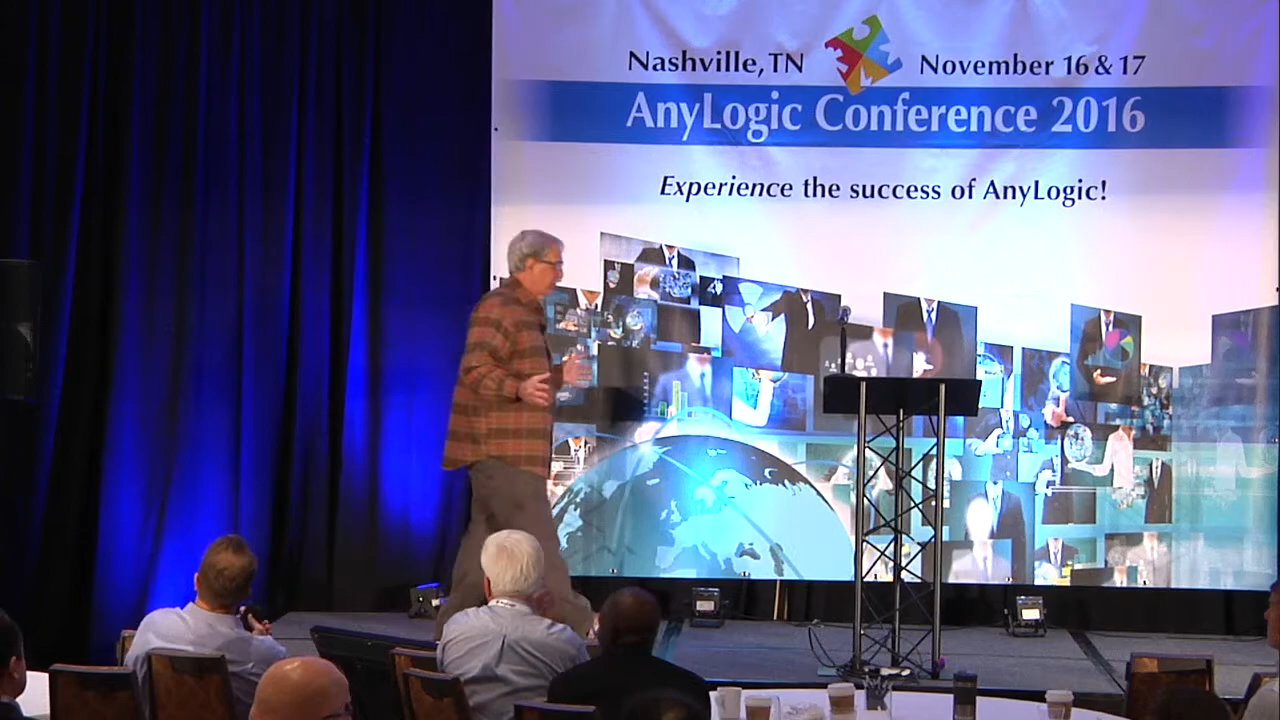 Nashville, TN November 16 & 17
AnyLogic Conference 2016
Experience the success of AnyLogic!